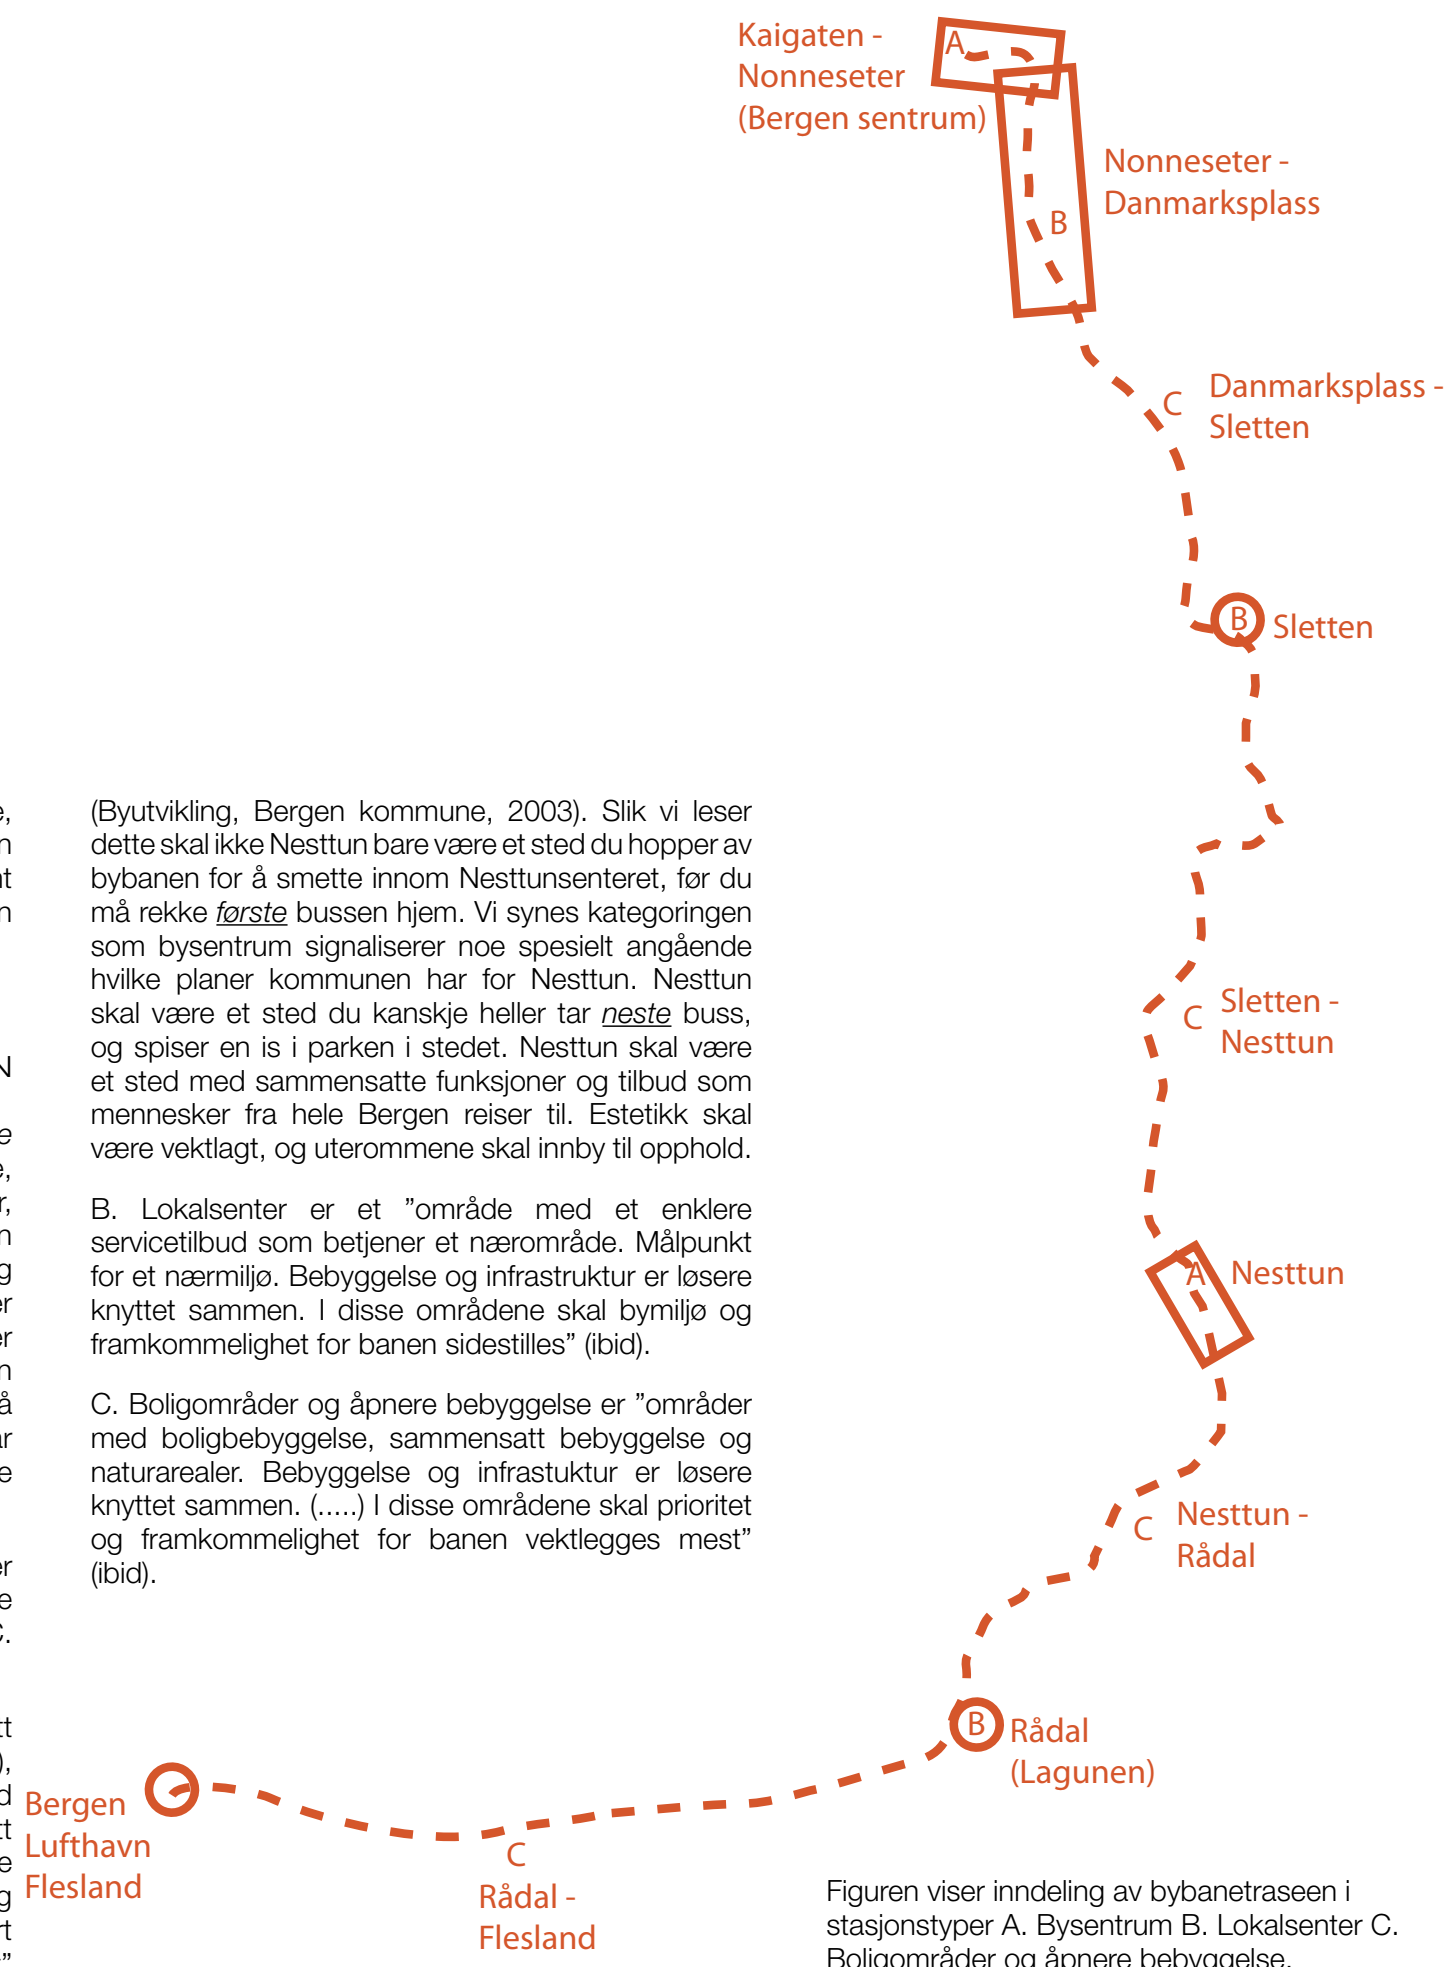 Kaigaten -
Nonneseter
(Bergen sentrum)
A
Nonneseter -
Danmarksplass
B
Danmarksplass -
Sletten
C
B
Sletten
Sletten -
Nesttun
C
A
Nesttun
Nesttun -
Rådal
C
B
Rådal
(Lagunen)
C
Rådal -
Flesland
Bergen
Lufthavn
Flesland
(Byutvikling, Bergen kommune, 2003). Slik vi leser
dette skal ikke Nesttun bare være et sted du hopper av
bybanen for å smette innom Nesttunsenteret, før du
må rekke første bussen hjem. Vi synes kategoringen
som bysentrum signaliserer noe spesielt angående
hvilke planer kommunen har for Nesttun. Nesttun
skal være et sted du kanskje heller tar neste buss,
og spiser en is i parken i stedet. Nesttun skal være
et sted med sammensatte funksjoner og tilbud som
mennesker fra hele Bergen reiser til. Estetikk skal
være vektlagt, og uterommene skal innby til opphold.
B. Lokalsenter er et ”område med et enklere
servicetilbud som betjener et nærområde. Målpunkt
for et nærmiljø. Bebyggelse og infrastruktur er løsere
knyttet sammen. I disse områdene skal bymiljø og
framkommelighet for banen sidestilles” (ibid).
C. Boligområder og åpnere bebyggelse er ”områder
med boligbebyggelse, sammensatt bebyggelse og
naturarealer. Bebyggelse og infrastuktur er løsere
knyttet sammen. (.....) I disse områdene skal prioritet
og framkommelighet for banen vektlegges mest”
(ibid).
Figuren viser inndeling av bybanetraseen i
stasjonstyper A. Bysentrum B. Lokalsenter C.
Boligområder og åpnere bebyggelse.